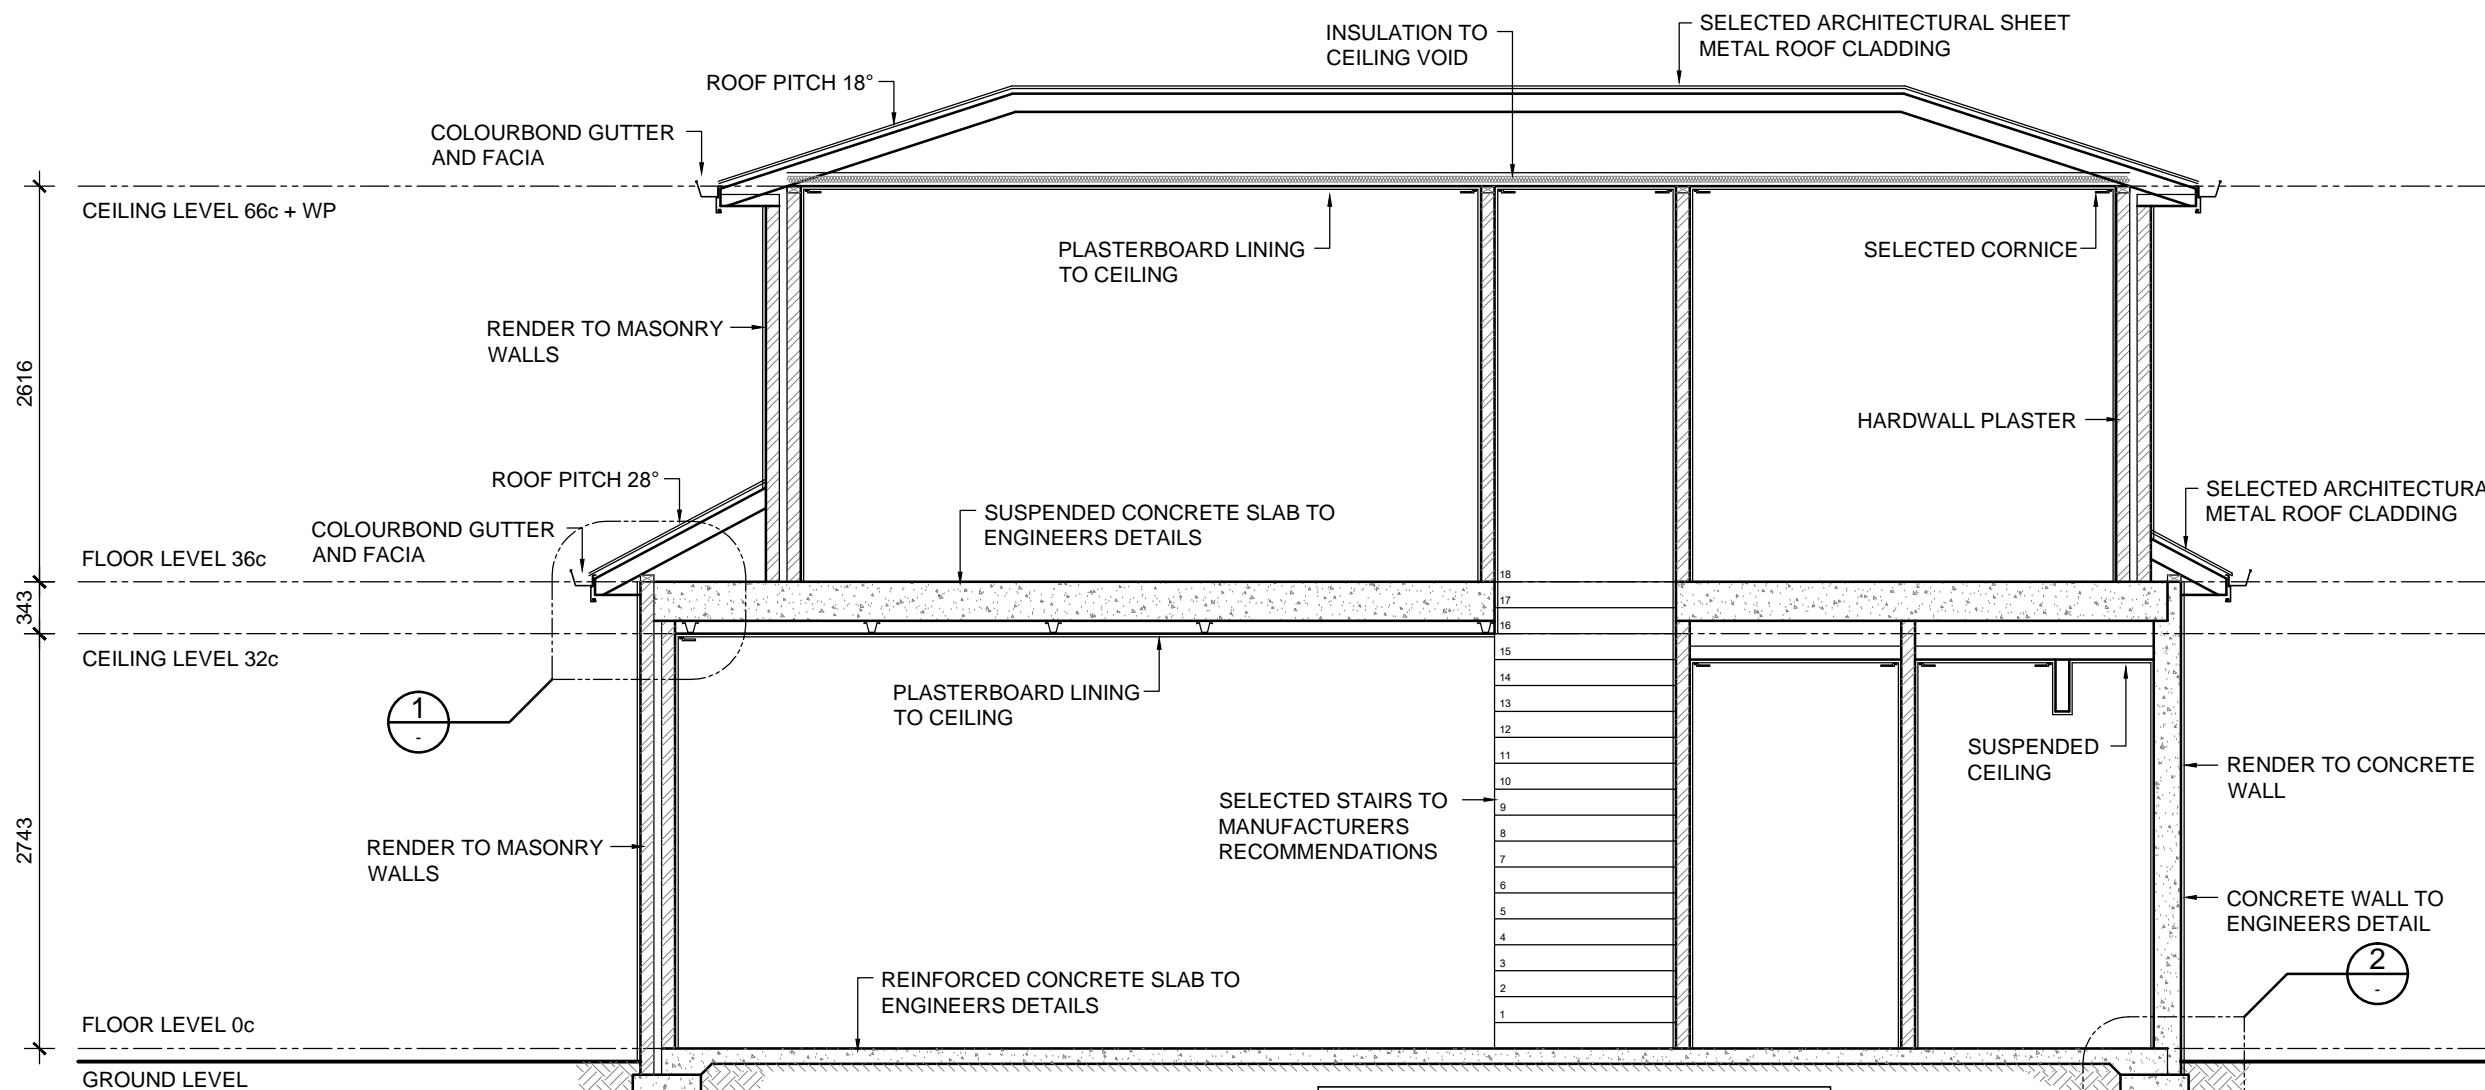 INSULATION TO
CEILING VOID
SELECTED ARCHITECTURAL SHEET
METAL ROOF CLADDING
ROOF PITCH 18°
COLOURBOND GUTTER
AND FACIA
CEILING LEVEL 66c + WP
PLASTERBOARD LINING
TO CEILING
SELECTED CORNICE
RENDER TO MASONRY
WALLS
2616
HARDWALL PLASTER
ROOF PITCH 28°
SELECTED ARCHITECTURA
METAL ROOF CLADDING
COLOURBOND GUTTER
AND FACIA
SUSPENDED CONCRETE SLAB TO
ENGINEERS DETAILS
FLOOR LEVEL 36c
343
CEILING LEVEL 32c
18
17
16
15
14
13
12
11
10
9
8
7
6
5
4
3
2
1
PLASTERBOARD LINING
TO CEILING
1
-
SUSPENDED
CEILING
RENDER TO CONCRETE
WALL
SELECTED STAIRS TO
MANUFACTURERS
RECOMMENDATIONS
2743
RENDER TO MASONRY
WALLS
CONCRETE WALL TO
ENGINEERS DETAIL
2
-
REINFORCED CONCRETE SLAB TO
ENGINEERS DETAILS
FLOOR LEVEL 0c
GROUND LEVEL